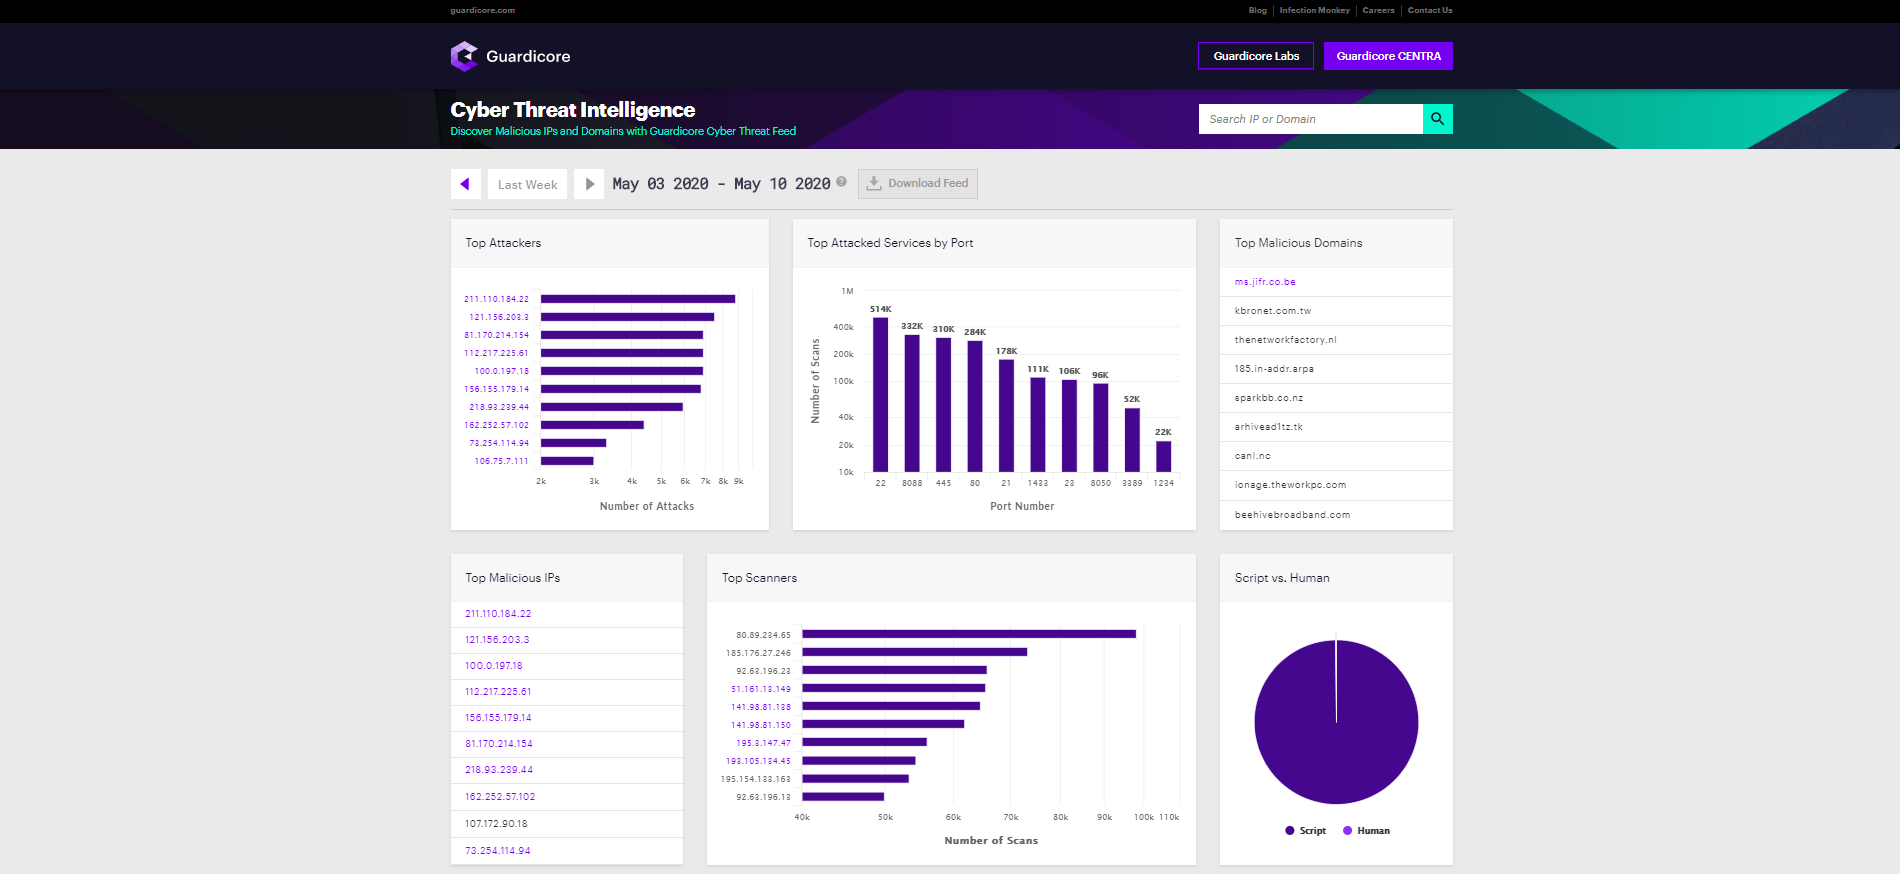 guardicore.com
Blog
Infection Monkey
Careers
Contact Us
Guardicore
Guardicore Labs
Guardicore CENTRA
Cyber Threat Intelligence
Discover Malicious IPs and Domains with Guardicore Cyber Threat Feed
Search IP or Domain
Last Week
May 03 2020 - May 10 2020
?
Download Feed
Top Attackers
211.110.184.22
121.156.203.3
81.170.214.154
112.217.225.61
100.0.197.18
156.155.179.14
218.93.239.44
162.252.57.102
73.254.114.94
106.75.7.111
2k 3k 4k 5k 6k 7k 8k 9k
Number of Attacks
Top Attacked Services by Port
Number of Scans
1M
400k
200k
100k
40k
20k
10k
514K
332K
310K
284K
178K
111K
106K
96K
52K
22K
22 8088 445 80 21 1433 23 8050 3389 1234
Port Number
Top Malicious Domains
ms.jifr.co.be
kbronet.com.tw
thenetworkfactory.nl
185.in-addr.arpa
sparkbb.co.nz
arhivead1tz.tk
canl.nc
ionage.theworkpc.com
beehivebroadband.com
Top Malicious IPs
211.110.184.22
121.156.203.3
100.0.197.18
112.217.225.61
156.155.179.14
81.170.214.154
218.93.239.44
162.252.57.102
107.172.90.18
73.254.114.94
Top Scanners
80.89.234.65
185.176.27.246
92.63.196.23
51.161.13.149
141.98.81.138
141.98.81.150
195.3.147.47
193.105.134.45
195.154.133.163
92.63.196.13
40k 50k 60k 70k 80k 90k 100k 110k
Number of Scans
Script vs. Human
Script
Human